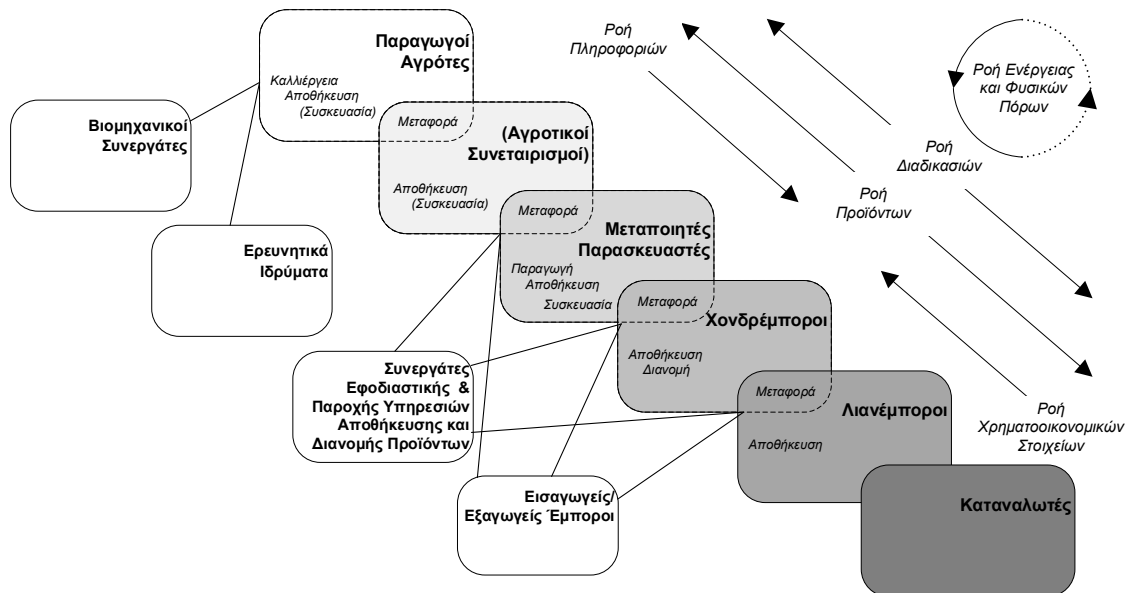 Παραγωγοί
Αγρότες
Καλλιέργεια
Αποθήκευση
(Συσκευασία)
Μεταφορά
Βιομηχανικοί
Συνεργάτες
(Αγροτικοί
Συνεταιρισμοί)
Αποθήκευση
(Συσκευασία)
Μεταφορά
Ερευνητικά
Ιδρύματα
Μεταποιητές
Παρασκευαστές
Παραγωγή
Αποθήκευση
Συσκευασία
Μεταφορά
Χονδρέμποροι
Αποθήκευση
Διανομή
Μεταφορά
Συνεργάτες
Εφοδιαστικής &
Παροχής Υπηρεσιών
Αποθήκευσης και
Διανομής Προϊόντων
Λιανέμποροι
Αποθήκευση
Εισαγωγείς/
Εξαγωγείς Έμποροι
Καταναλωτές
Ροή
Πληροφοριών
Ροή Ενέργειας
και Φυσικών
Πόρων
Ροή
Διαδικασιών
Ροή
Προϊόντων
Ροή
Χρηματοοικονομικών
Στοιχείων